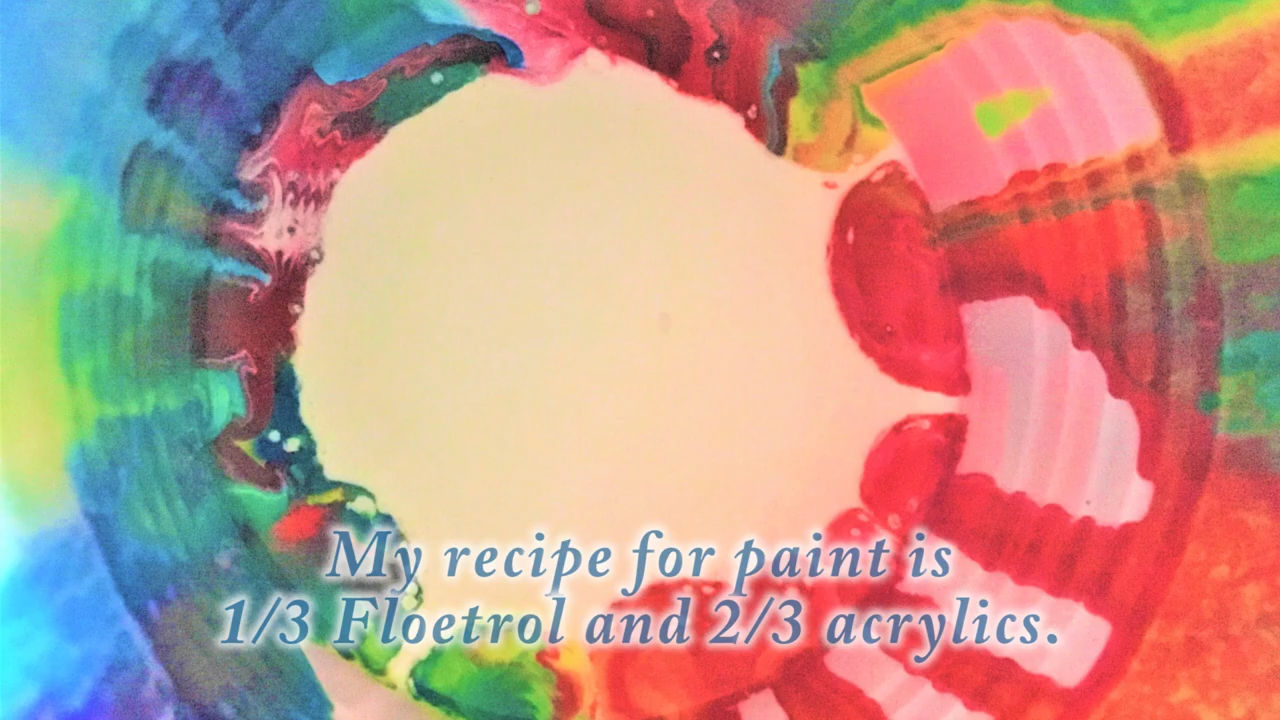 My recipe for paint is
1/3 Floetrol and 2/3 acrylics.